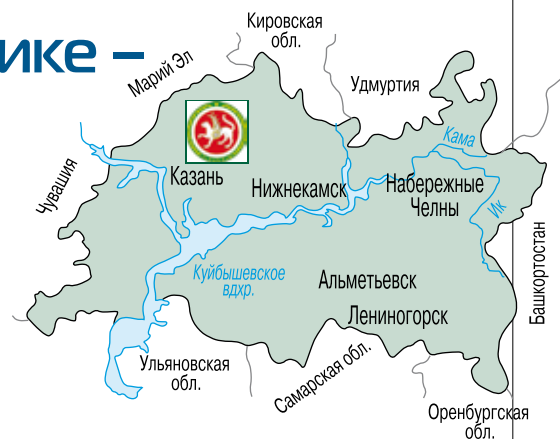 ике –
Кировская
обл.
Марий Эл
Удмуртия
Чувашия
Казань
Кама
Нижнекамск
Набережные
Челны
Ик
Башкортостан
Куйбышевское
вдхр.
Альметьевск
Лениногорск
Ульяновская
обл.
Самарская обл.
Оренбургская
обл.